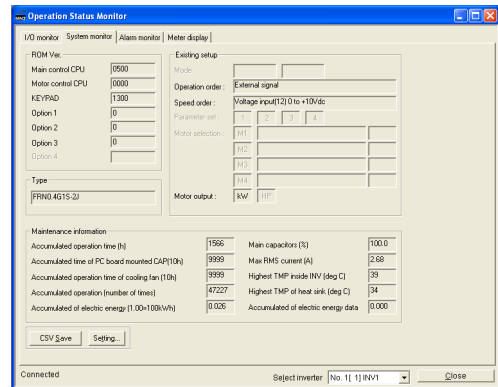 Operation Status Monitor
I/O monitor System monitor Alarm monitor Meter display
ROM Ver.
Main control CPU 0500
Motor control CPU 0000
KEYPAD 1300
Option 1 0
Option 2 0
Option 3 0
Option 4
Type
FRN0.4G1S-2J
Existing setup
Mode
Operation order : External signal
Speed order : Voltage input(12) 0 to +10Vdc
Parameter set : 1 2 3 4
Motor selection : M1
M2
M3
M4
Motor output : kW HP
Maintenance information
Accumulated operation time (h) 1566
Accumulated time of PC board mounted CAP(10h) 9999
Accumulated operation time of cooling fan (10h) 9999
Accumulated operation (number of times) 47227
Accumulated of electric energy (1.00=100kWh) 0.026
Main capacitors (%) 100.0
Max RMS current (A) 2.68
Highest TMP inside INV (deg C) 39
Highest TMP of heat sink (deg C) 34
Accumulated of electric energy data 0.000
CSV Save Setting...
Connected
Select inverter No. 1[ 1] INV1 Close